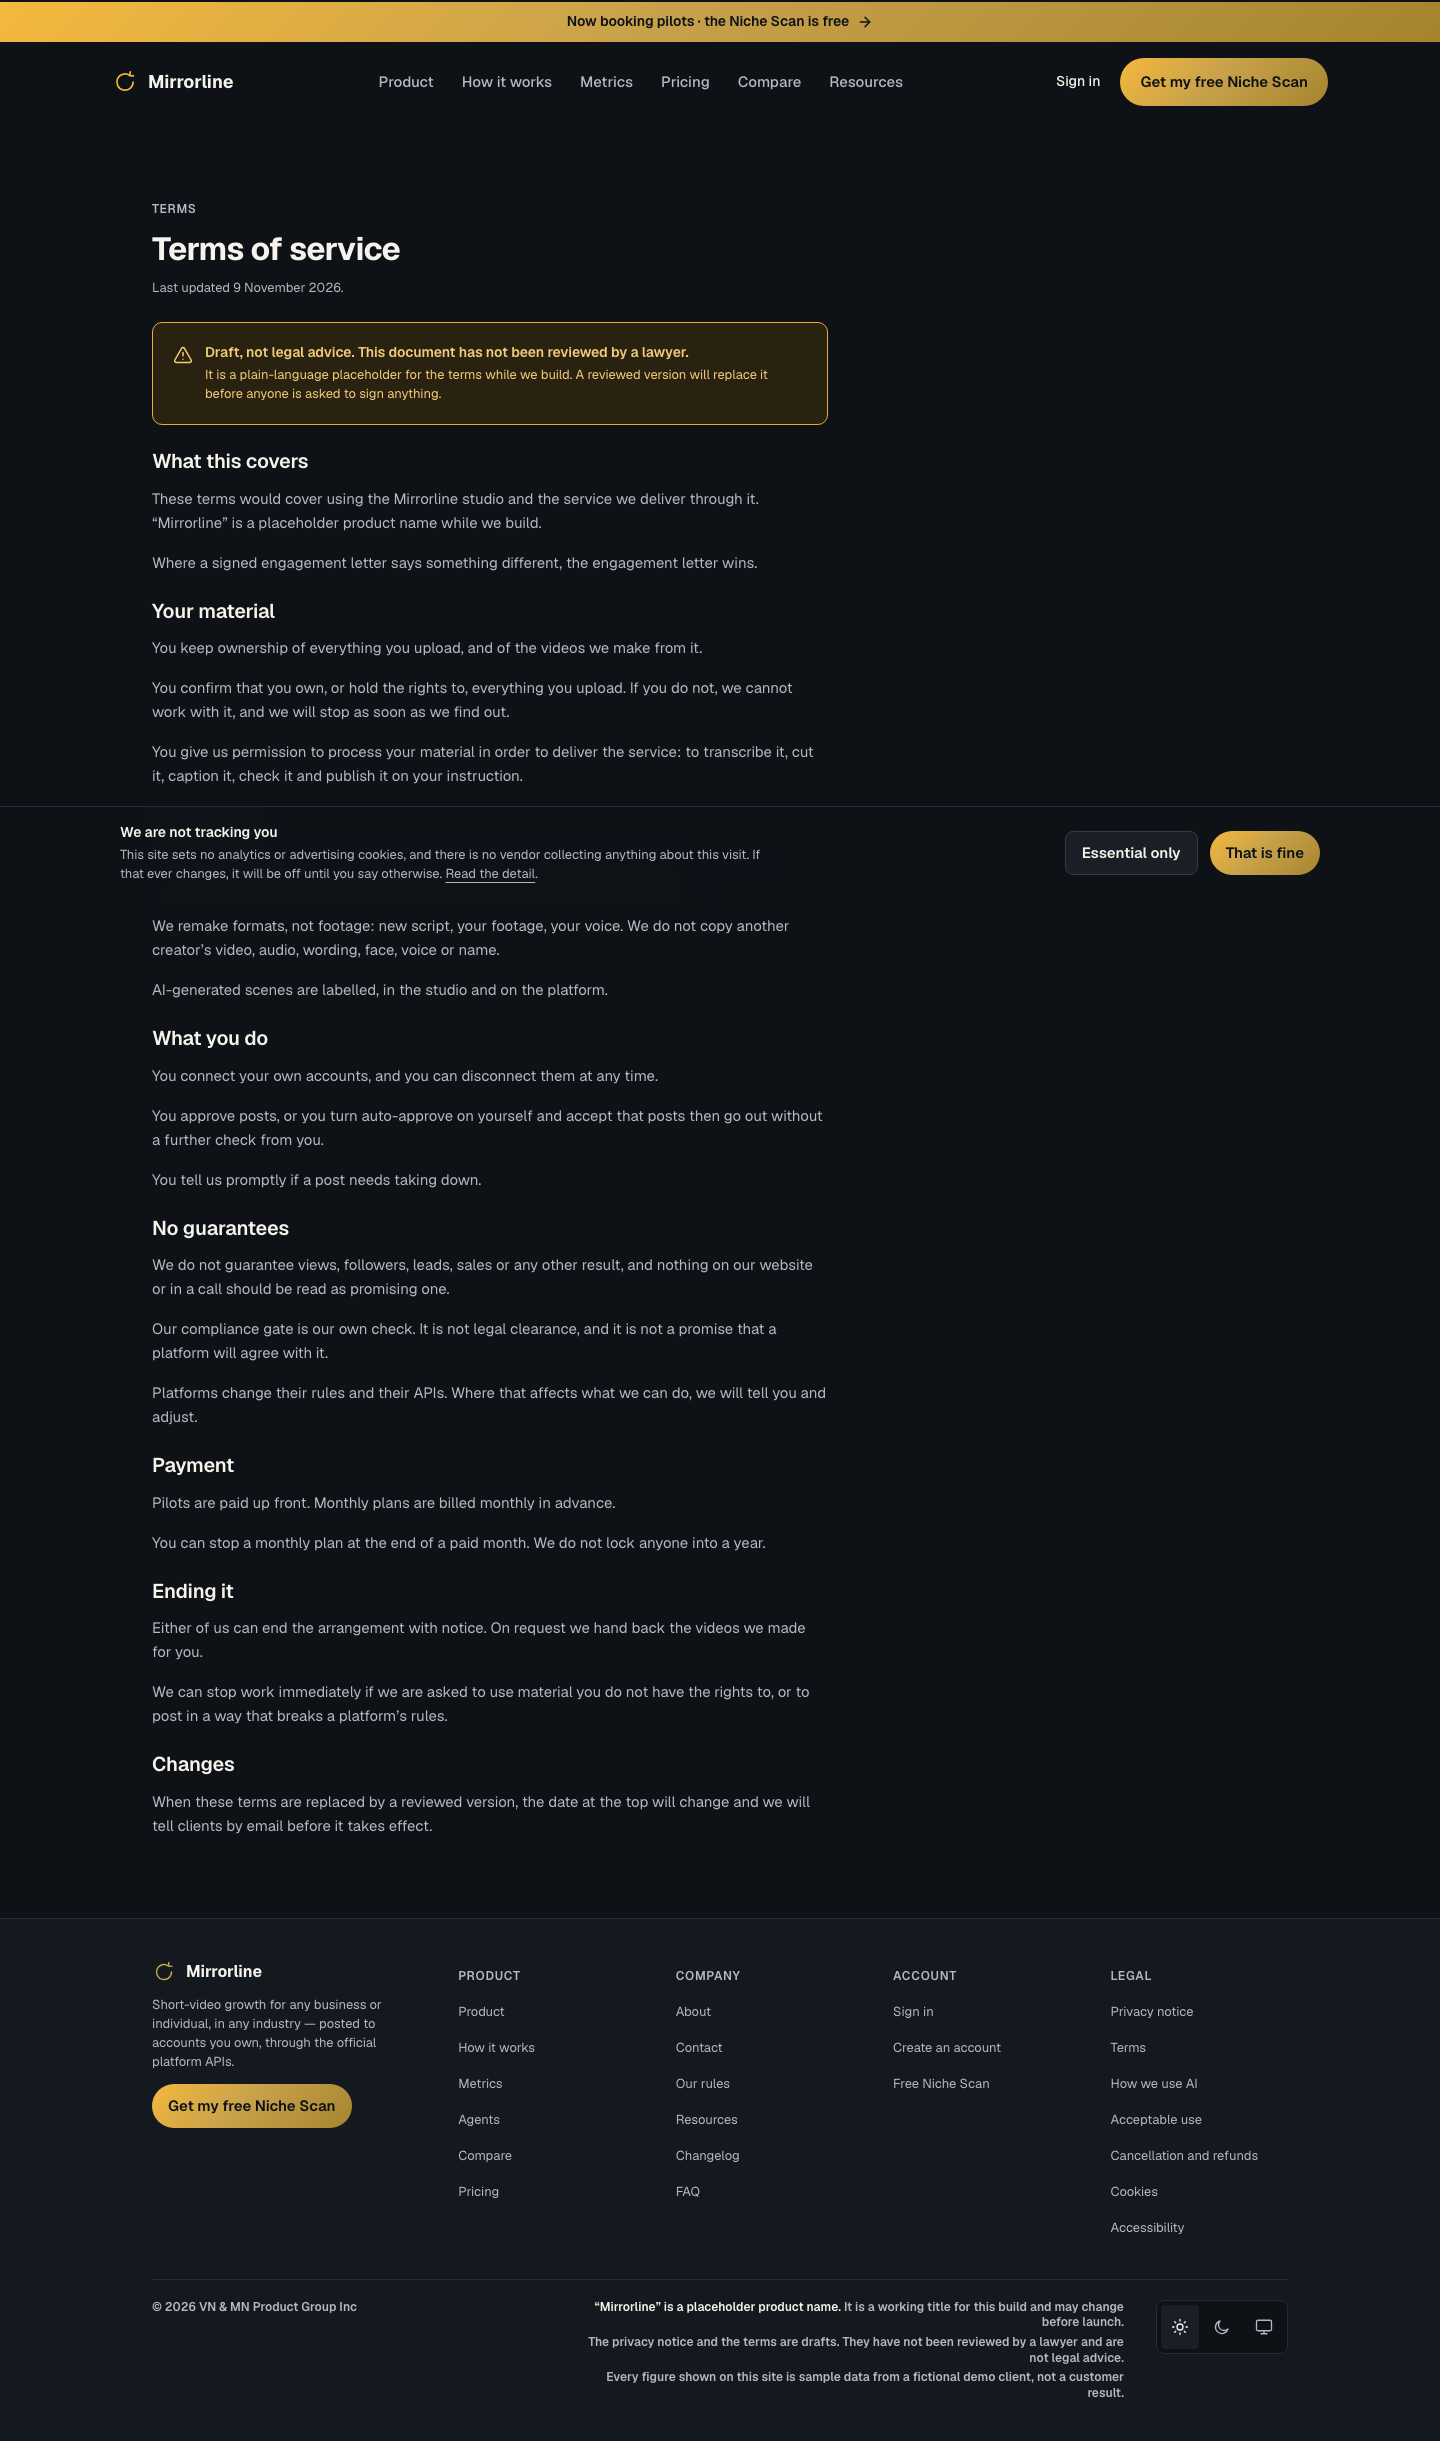 Now booking pilots · the Niche Scan is free →
Mirrorline
Product
How it works
Metrics
Pricing
Compare
Resources
Sign in
Get my free Niche Scan
TERMS
Terms of service
Last updated 9 November 2026.
Draft, not legal advice. This document has not been reviewed by a lawyer.
It is a plain-language placeholder for the terms while we build. A reviewed version will replace it
before anyone is asked to sign anything.
What this covers
These terms would cover using the Mirrorline studio and the service we deliver through it.
“Mirrorline” is a placeholder product name while we build.
Where a signed engagement letter says something different, the engagement letter wins.
Your material
You keep ownership of everything you upload, and of the videos we make from it.
You confirm that you own, or hold the rights to, everything you upload. If you do not, we cannot
work with it, and we will stop as soon as we find out.
You give us permission to process your material in order to deliver the service: to transcribe it, cut
it, caption it, check it and publish it on your instruction.
We are not tracking you
This site sets no analytics or advertising cookies, and there is no vendor collecting anything about this visit. If
that ever changes, it will be off until you say otherwise. Read the detail.
Essential only
That is fine
We remake formats, not footage: new script, your footage, your voice. We do not copy another
creator’s video, audio, wording, face, voice or name.
AI-generated scenes are labelled, in the studio and on the platform.
What you do
You connect your own accounts, and you can disconnect them at any time.
You approve posts, or you turn auto-approve on yourself and accept that posts then go out without
a further check from you.
You tell us promptly if a post needs taking down.
No guarantees
We do not guarantee views, followers, leads, sales or any other result, and nothing on our website
or in a call should be read as promising one.
Our compliance gate is our own check. It is not legal clearance, and it is not a promise that a
platform will agree with it.
Platforms change their rules and their APIs. Where that affects what we can do, we will tell you and
adjust.
Payment
Pilots are paid up front. Monthly plans are billed monthly in advance.
You can stop a monthly plan at the end of a paid month. We do not lock anyone into a year.
Ending it
Either of us can end the arrangement with notice. On request we hand back the videos we made
for you.
We can stop work immediately if we are asked to use material you do not have the rights to, or to
post in a way that breaks a platform’s rules.
Changes
When these terms are replaced by a reviewed version, the date at the top will change and we will
tell clients by email before it takes effect.
Mirrorline
Short-video growth for any business or
individual, in any industry — posted to
accounts you own, through the official
platform APIs.
Get my free Niche Scan
PRODUCT
Product
How it works
Metrics
Agents
Compare
Pricing
COMPANY
About
Contact
Our rules
Resources
Changelog
FAQ
ACCOUNT
Sign in
Create an account
Free Niche Scan
LEGAL
Privacy notice
Terms
How we use AI
Acceptable use
Cancellation and refunds
Cookies
Accessibility
© 2026 VN & MN Product Group Inc
“Mirrorline” is a placeholder product name. It is a working title for this build and may change
before launch.
The privacy notice and the terms are drafts. They have not been reviewed by a lawyer and are
not legal advice.
Every figure shown on this site is sample data from a fictional demo client, not a customer
result.